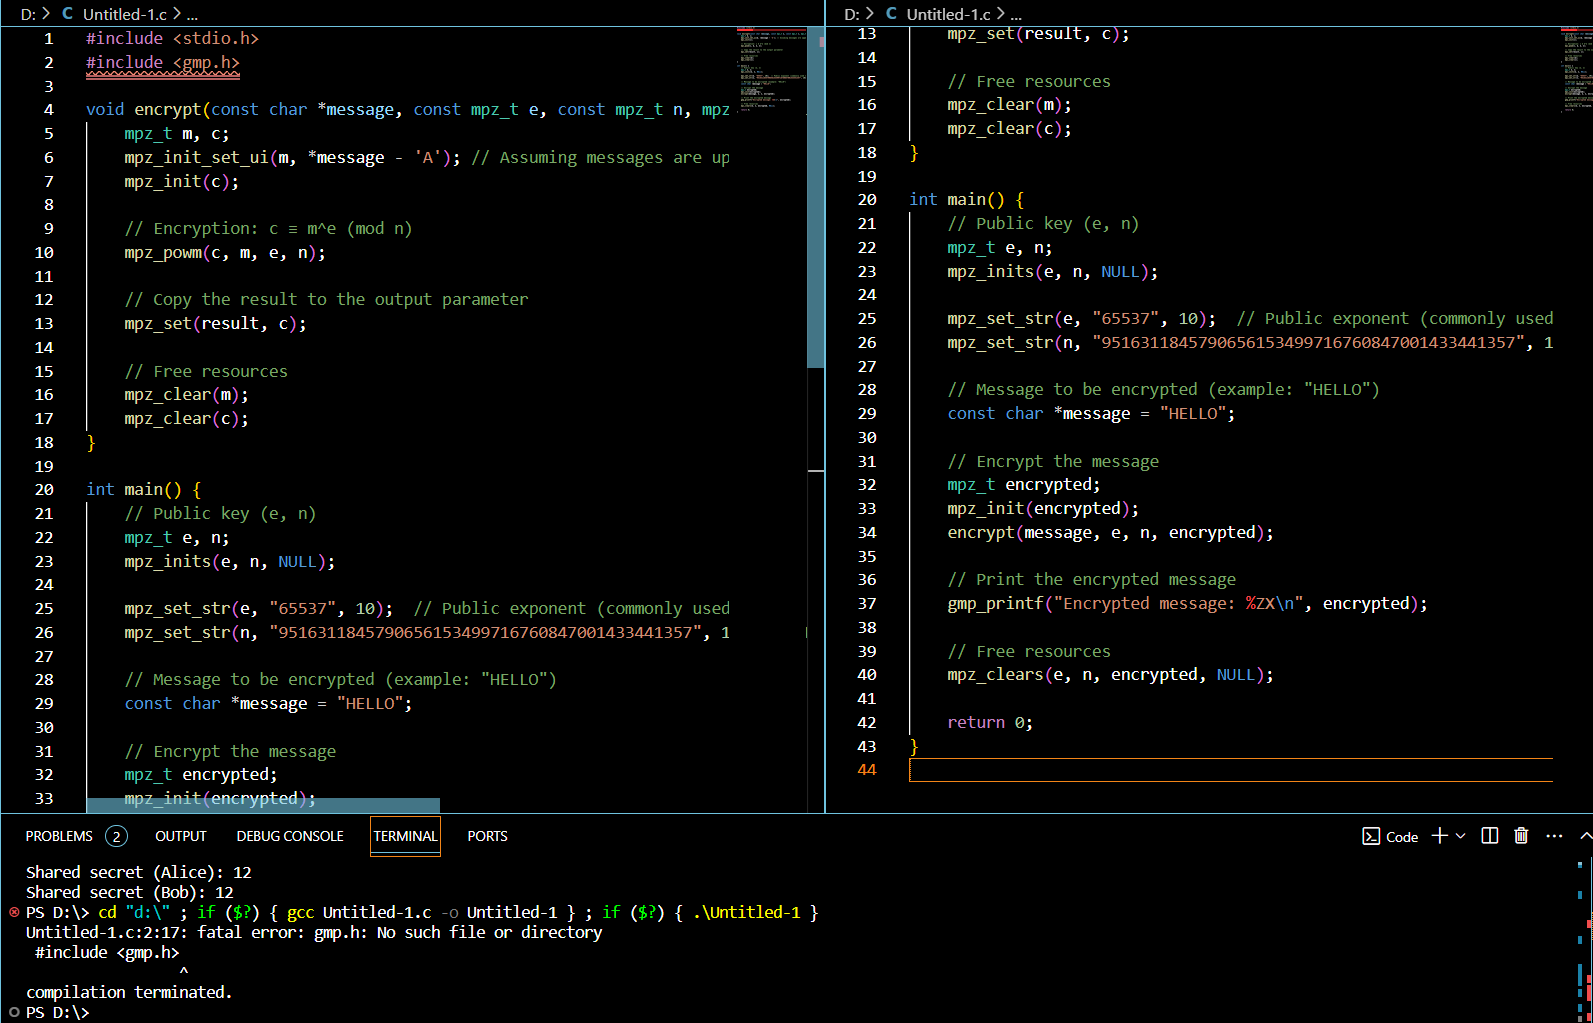 D: > C Untitled-1.c > ...
1 #include <stdio.h>
2 #include <gmp.h>
3
4 void encrypt(const char *message, const mpz_t e, const mpz_t n, mpz
5 mpz_t m, c;
6 mpz_init_set_ui(m, *message - 'A'); // Assuming messages are up
7 mpz_init(c);
8
9 // Encryption: c ≡ m^e (mod n)
10 mpz_powm(c, m, e, n);
11
12 // Copy the result to the output parameter
13 mpz_set(result, c);
14
15 // Free resources
16 mpz_clear(m);
17 mpz_clear(c);
18 }
19
20 int main() {
21 // Public key (e, n)
22 mpz_t e, n;
23 mpz_inits(e, n, NULL);
24
25 mpz_set_str(e, "65537", 10); // Public exponent (commonly used
26 mpz_set_str(n, "9516311845790656153499716760847001433441357", 1
27
28 // Message to be encrypted (example: "HELLO")
29 const char *message = "HELLO";
30
31 // Encrypt the message
32 mpz_t encrypted;
33 mpz_init(encrypted);
D: > C Untitled-1.c > ...
13 mpz_set(result, c);
14
15 // Free resources
16 mpz_clear(m);
17 mpz_clear(c);
18 }
19
20 int main() {
21 // Public key (e, n)
22 mpz_t e, n;
23 mpz_inits(e, n, NULL);
24
25 mpz_set_str(e, "65537", 10); // Public exponent (commonly used
26 mpz_set_str(n, "9516311845790656153499716760847001433441357", 1
27
28 // Message to be encrypted (example: "HELLO")
29 const char *message = "HELLO";
30
31 // Encrypt the message
32 mpz_t encrypted;
33 mpz_init(encrypted);
34 encrypt(message, e, n, encrypted);
35
36 // Print the encrypted message
37 gmp_printf("Encrypted message: %ZX\n", encrypted);
38
39 // Free resources
40 mpz_clears(e, n, encrypted, NULL);
41
42 return 0;
43 }
44
PROBLEMS 2 OUTPUT DEBUG CONSOLE TERMINAL PORTS Code
Shared secret (Alice): 12
Shared secret (Bob): 12
PS D:\> cd "d:\" ; if ($?) { gcc Untitled-1.c -o Untitled-1 } ; if ($?) { .\Untitled-1 }
Untitled-1.c:2:17: fatal error: gmp.h: No such file or directory
#include <gmp.h>
^
compilation terminated.
PS D:\>